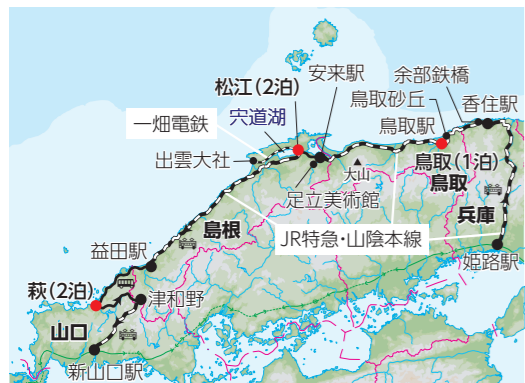 安来駅
余部鉄橋
松江(2泊)
鳥取砂丘
香住駅
宍道湖
鳥取駅
一畑電鉄
出雲大社
大山
鳥取(1泊)
足立美術館
鳥取
島根
兵庫
JR特急・山陰本線
益田駅
姫路駅
萩(2泊)
津和野
山口
新山口駅